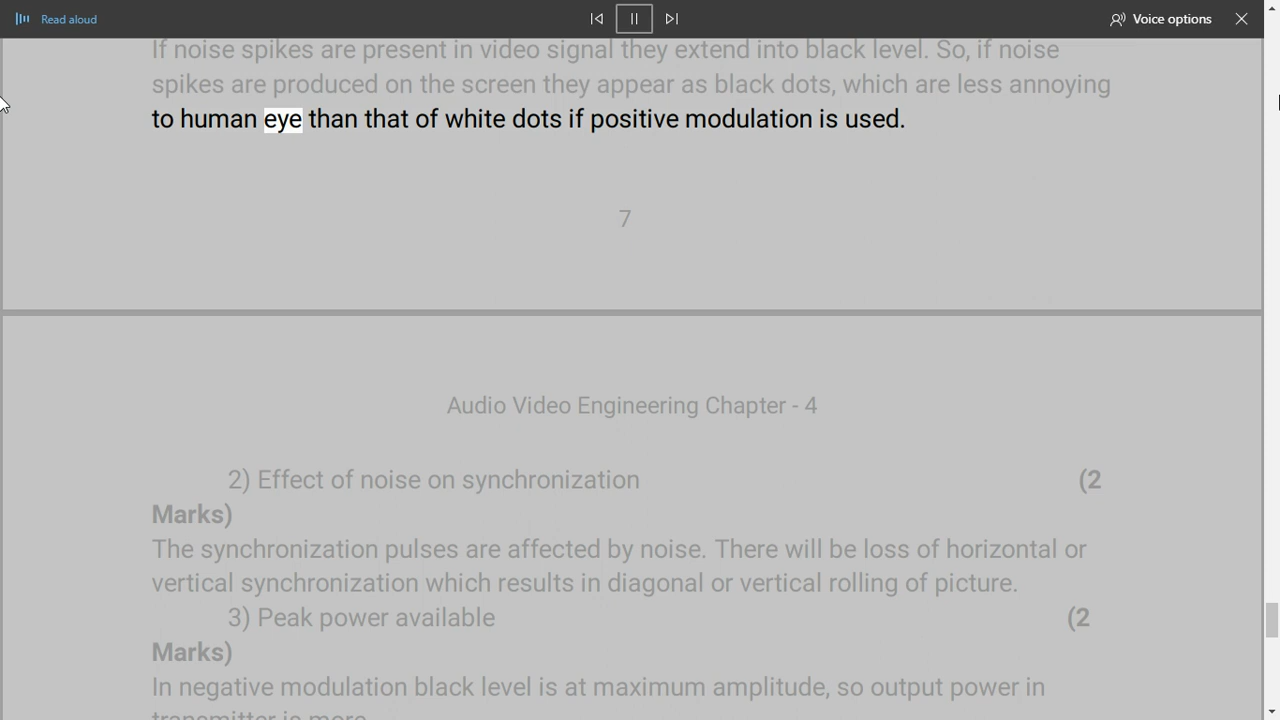 Read aloud
Voice options
If noise spikes are present in video signal they extend into black level. So, if noise
spikes are produced on the screen they appear as black dots, which are less annoying
to human eye than that of white dots if positive modulation is used.
7
Audio Video Engineering Chapter - 4
2) Effect of noise on synchronization (2
Marks)
The synchronization pulses are affected by noise. There will be loss of horizontal or
vertical synchronization which results in diagonal or vertical rolling of picture.
3) Peak power available (2
Marks)
In negative modulation black level is at maximum amplitude, so output power in
transmitter is more.